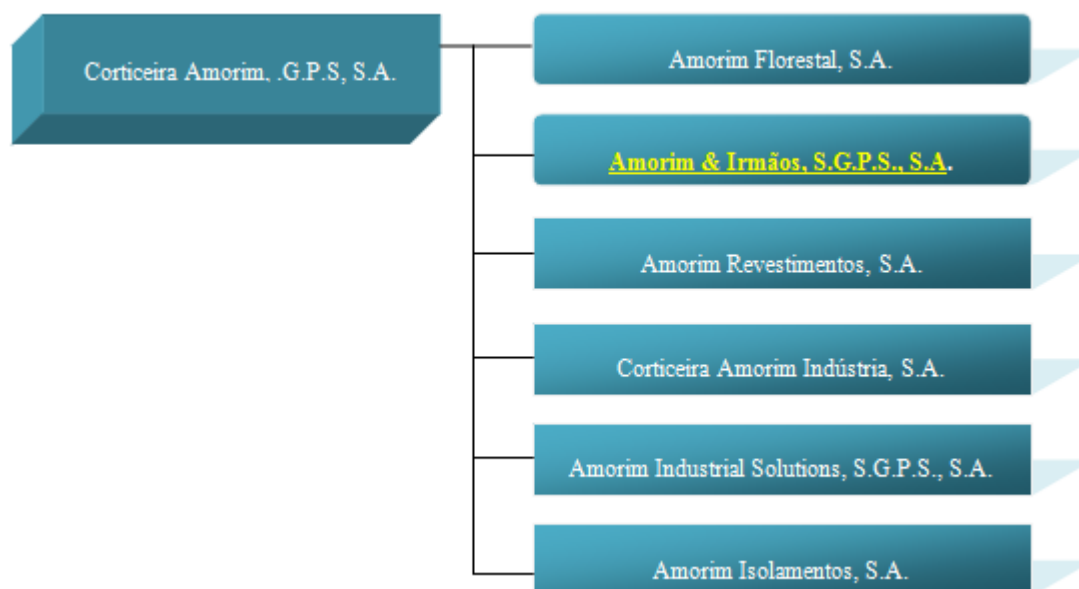 Corticeira Amorim, .G.P.S, S.A.
Amorim Florestal, S.A.
Amorim & Irmãos, S.G.P.S., S.A.
Amorim Revestimentos, S.A.
Corticeira Amorim Indústria, S.A.
Amorim Industrial Solutions, S.G.P.S., S.A.
Amorim Isolamentos, S.A.